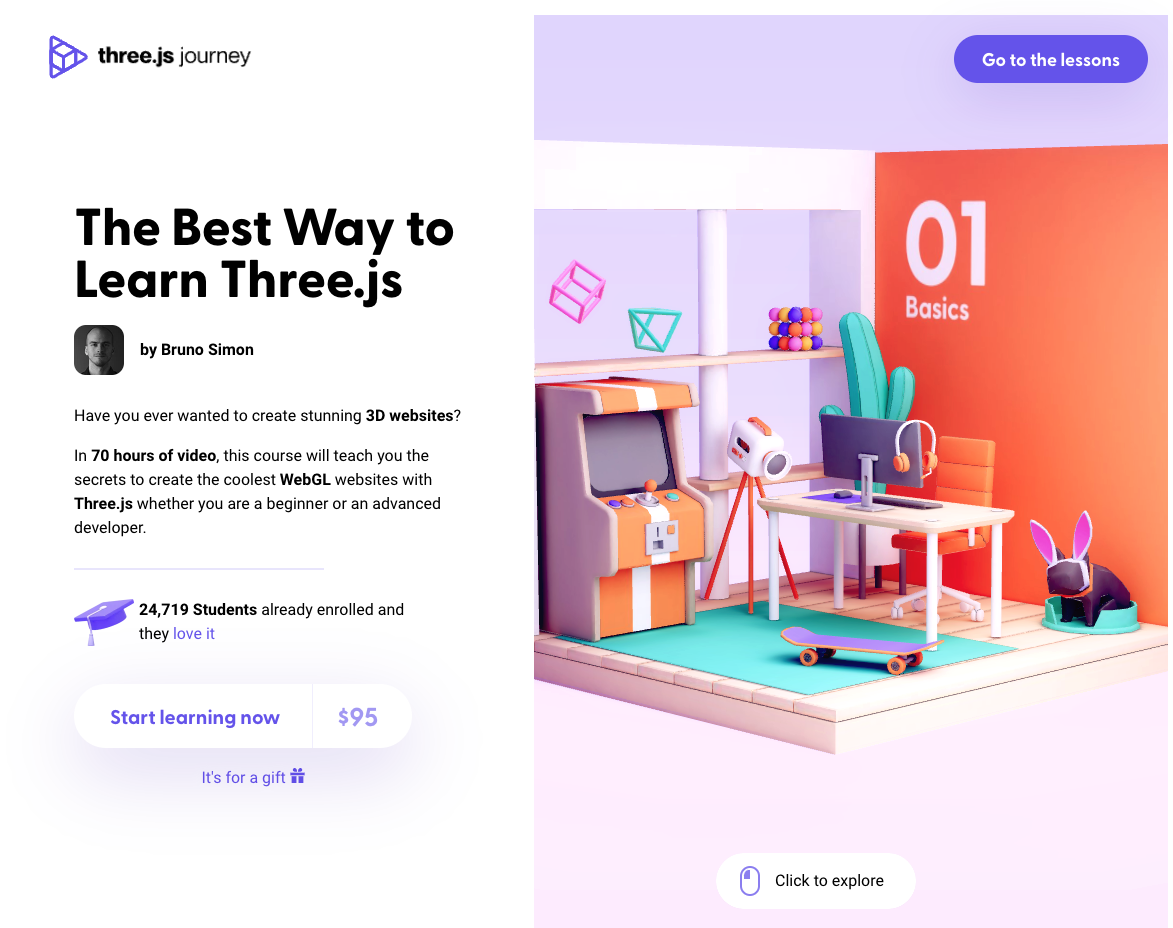 three.js journey
Go to the lessons
The Best Way to
Learn Three.js
by Bruno Simon
Have you ever wanted to create stunning 3D websites?
In 70 hours of video, this course will teach you the
secrets to create the coolest WebGL websites with
Three.js whether you are a beginner or an advanced
developer.
24,719 Students already enrolled and
they love it
Start learning now
$95
It's for a gift
01
Basics
Click to explore